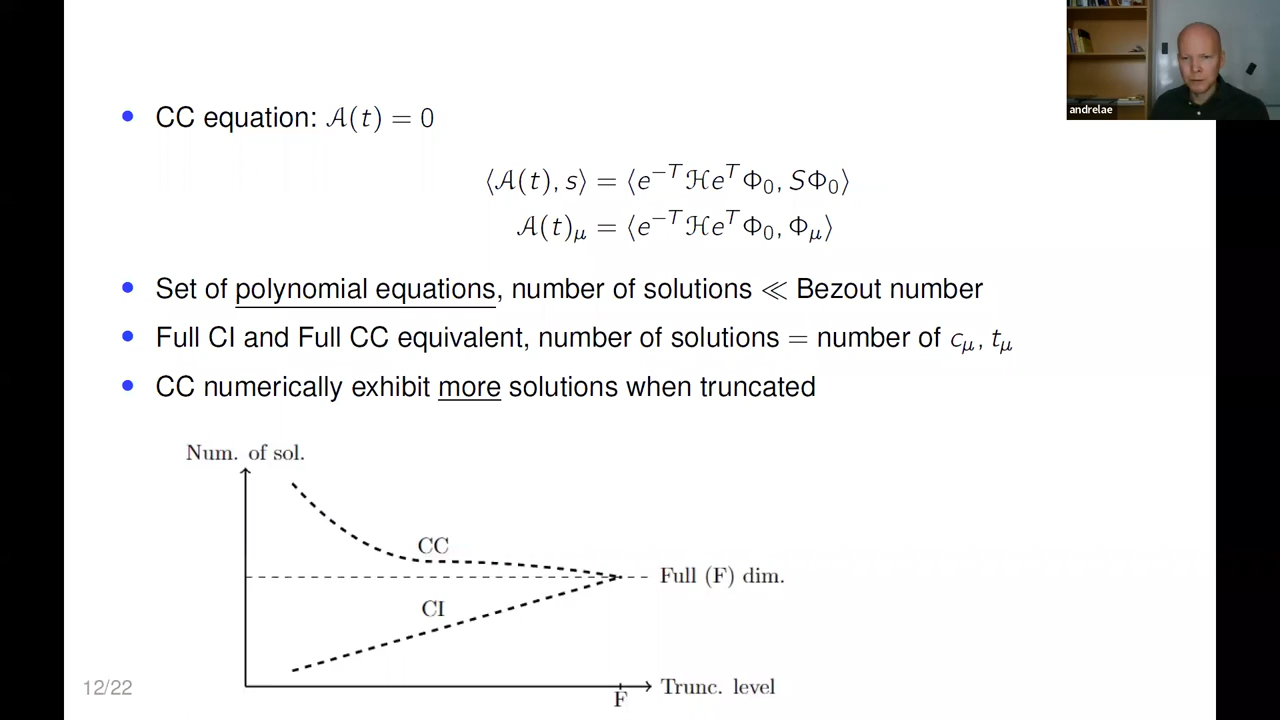 andrelae
• CC equation: 𝒜(t) = 0
⟨𝒜(t), s⟩ = ⟨e^{−T}ℋe^{T}Φ₀, SΦ₀⟩
𝒜(t)_μ = ⟨e^{−T}ℋe^{T}Φ₀, Φ_μ⟩
• Set of polynomial equations, number of solutions ≪ Bezout number
• Full CI and Full CC equivalent, number of solutions = number of c_μ, t_μ
• CC numerically exhibit more solutions when truncated
Num. of sol.
CC
Full (F) dim.
CI
12/22
F
Trunc. level